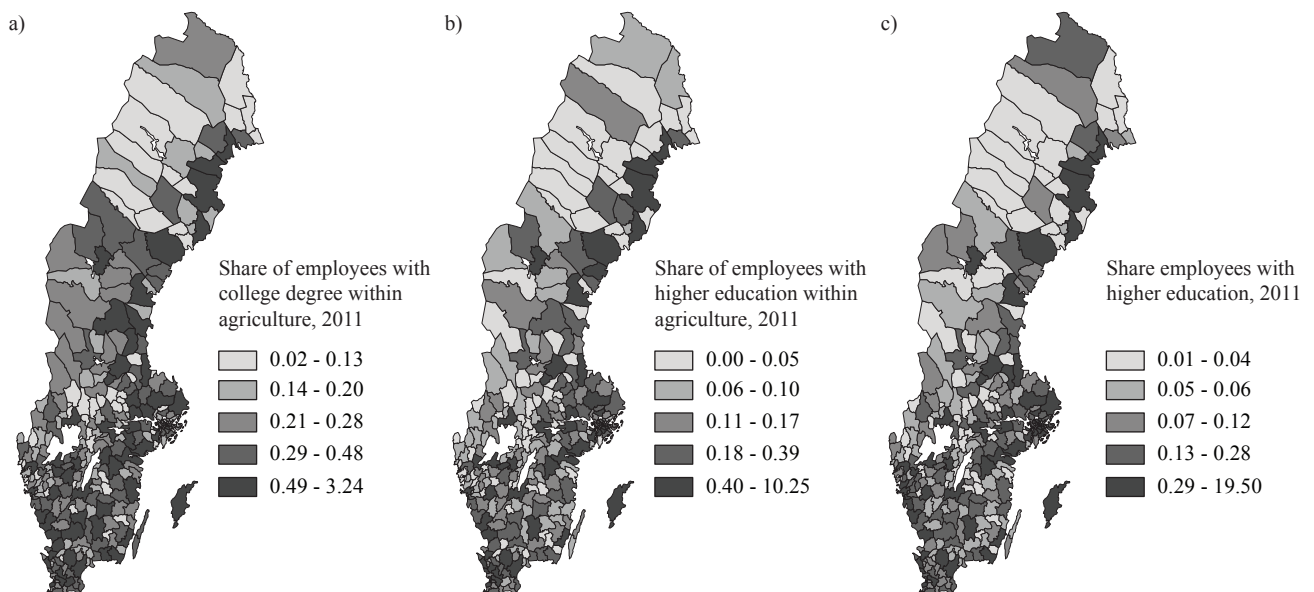 a)
Share of employees with
college degree within
agriculture, 2011
0.02 - 0.13
0.14 - 0.20
0.21 - 0.28
0.29 - 0.48
0.49 - 3.24
b)
Share of employees with
higher education within
agriculture, 2011
0.00 - 0.05
0.06 - 0.10
0.11 - 0.17
0.18 - 0.39
0.40 - 10.25
c)
Share employees with
higher education, 2011
0.01 - 0.04
0.05 - 0.06
0.07 - 0.12
0.13 - 0.28
0.29 - 19.50